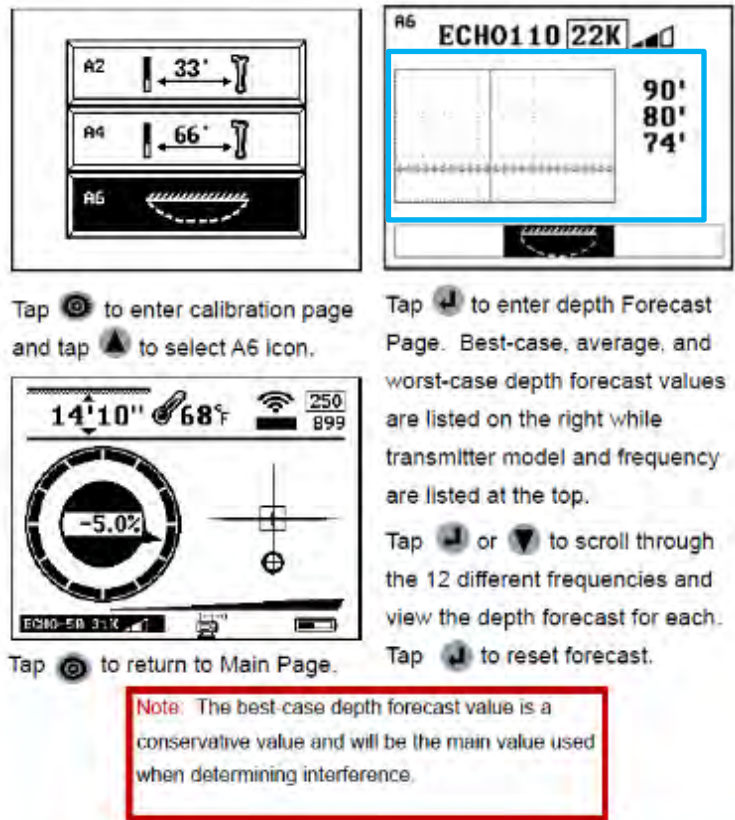 A2 33'
A4 66'
A6
Tap to enter calibration page
and tap to select A6 icon.
14'10" 68°F 250
899
-5.0%
ECHO-50 31K
Tap to return to Main Page.
A6
ECHO110 22K
90'
80'
74'
Tap to enter depth Forecast
Page. Best-case, average, and
worst-case depth forecast values
are listed on the right while
transmitter model and frequency
are listed at the top.
Tap or to scroll through
the 12 different frequencies and
view the depth forecast for each.
Tap to reset forecast.
Note: The best-case depth forecast value is a
conservative value and will be the main value used
when determining interference.